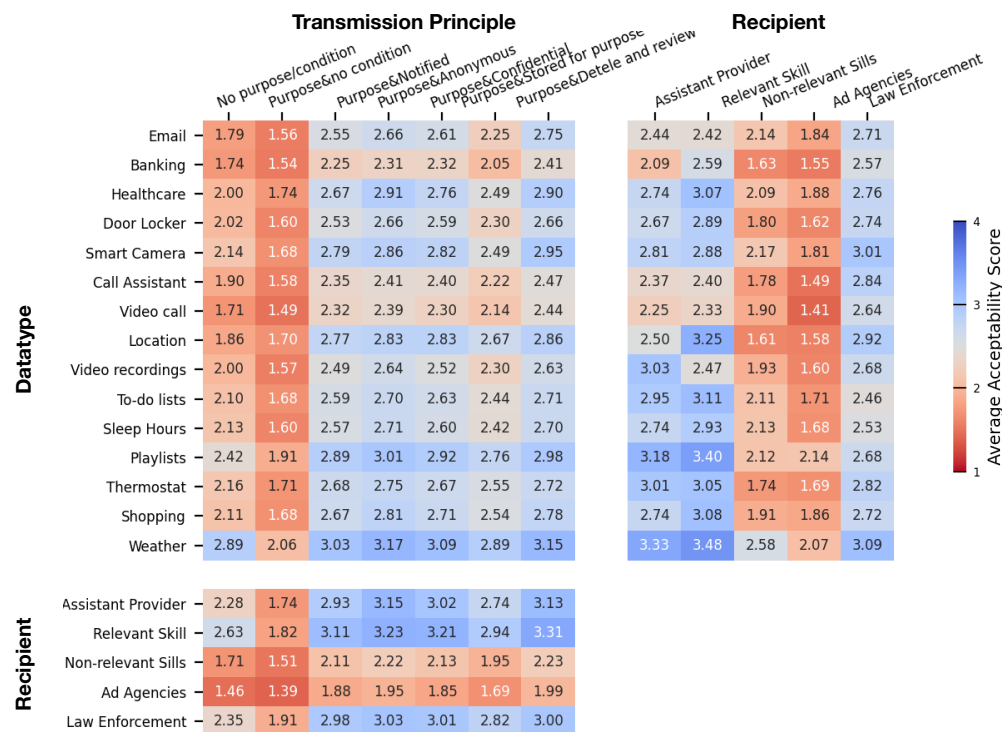 Transmission Principle
Recipient
No purpose/condition
Purpose&no condition
Purpose&Notified
Purpose&Anonymous
Purpose&Confidential
Purpose&Stored for purpose
Purpose&Detele and review
Assistant Provider
Relevant Skill
Non-relevant Sills
Ad Agencies
Law Enforcement
Datatype
Email 1.79 1.56 2.55 2.66 2.61 2.25 2.75 2.44 2.42 2.14 1.84 2.71
Banking 1.74 1.54 2.25 2.31 2.32 2.05 2.41 2.09 2.59 1.63 1.55 2.57
Healthcare 2.00 1.74 2.67 2.91 2.76 2.49 2.90 2.74 3.07 2.09 1.88 2.76
Door Locker 2.02 1.60 2.53 2.66 2.59 2.30 2.66 2.67 2.89 1.80 1.62 2.74
Smart Camera 2.14 1.68 2.79 2.86 2.82 2.49 2.95 2.81 2.88 2.17 1.81 3.01
Call Assistant 1.90 1.58 2.35 2.41 2.40 2.22 2.47 2.37 2.40 1.78 1.49 2.84
Video call 1.71 1.49 2.32 2.39 2.30 2.14 2.44 2.25 2.33 1.90 1.41 2.64
Location 1.86 1.70 2.77 2.83 2.83 2.67 2.86 2.50 3.25 1.61 1.58 2.92
Video recordings 2.00 1.57 2.49 2.64 2.52 2.30 2.63 3.03 2.47 1.93 1.60 2.68
To-do lists 2.10 1.68 2.59 2.70 2.63 2.44 2.71 2.95 3.11 2.11 1.71 2.46
Sleep Hours 2.13 1.60 2.57 2.71 2.60 2.42 2.70 2.74 2.93 2.13 1.68 2.53
Playlists 2.42 1.91 2.89 3.01 2.92 2.76 2.98 3.18 3.40 2.12 2.14 2.68
Thermostat 2.16 1.71 2.68 2.75 2.67 2.55 2.72 3.01 3.05 1.74 1.69 2.82
Shopping 2.11 1.68 2.67 2.81 2.71 2.54 2.78 2.74 3.08 1.91 1.86 2.72
Weather 2.89 2.06 3.03 3.17 3.09 2.89 3.15 3.33 3.48 2.58 2.07 3.09
4
3
2
1
Average Acceptability Score
Recipient
Assistant Provider 2.28 1.74 2.93 3.15 3.02 2.74 3.13
Relevant Skill 2.63 1.82 3.11 3.23 3.21 2.94 3.31
Non-relevant Sills 1.71 1.51 2.11 2.22 2.13 1.95 2.23
Ad Agencies 1.46 1.39 1.88 1.95 1.85 1.69 1.99
Law Enforcement 2.35 1.91 2.98 3.03 3.01 2.82 3.00